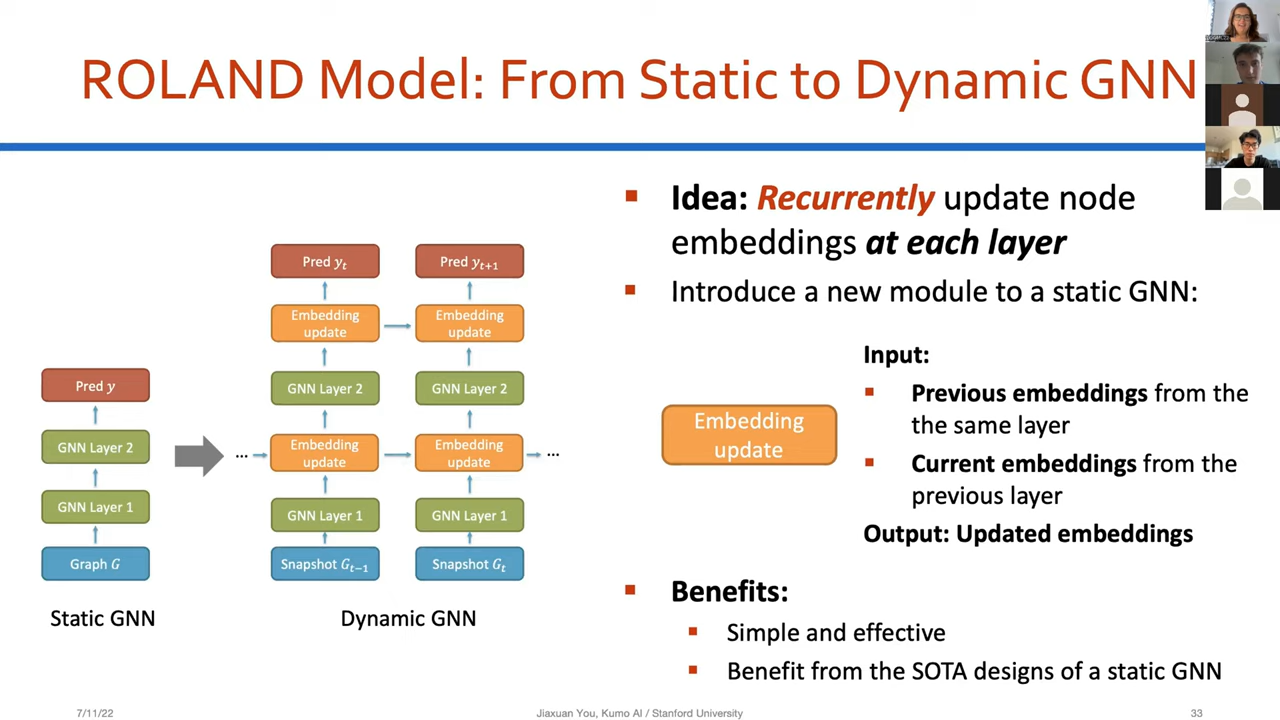 ROLAND Model: From Static to Dynamic GNN
Idea: Recurrently update node
embeddings at each layer
Introduce a new module to a static GNN:
Embedding
update
Input:
Previous embeddings from the
the same layer
Current embeddings from the
previous layer
Output: Updated embeddings
Benefits:
Simple and effective
Benefit from the SOTA designs of a static GNN
Pred y
GNN Layer 2
GNN Layer 1
Graph G
Static GNN
...
Pred yt
Embedding
update
GNN Layer 2
Embedding
update
GNN Layer 1
Snapshot Gt−1
Pred yt+1
Embedding
update
GNN Layer 2
Embedding
update
GNN Layer 1
Snapshot Gt
...
Dynamic GNN
7/11/22
Jiaxuan You, Kumo AI / Stanford University
33